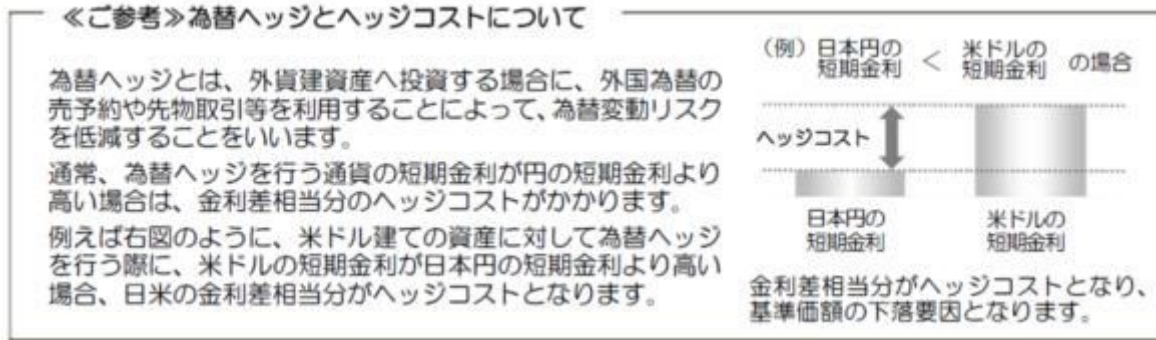 ≪ご参考≫為替ヘッジとヘッジコストについて
為替ヘッジとは、外貨建資産へ投資する場合に、外国為替の
売予約や先物取引等を利用することによって、為替変動リスク
を低減することをいいます。
通常、為替ヘッジを行う通貨の短期金利が円の短期金利より
高い場合は、金利差相当分のヘッジコストがかかります。
例えば右図のように、米ドル建ての資産に対して為替ヘッジ
を行う際に、米ドルの短期金利が日本円の短期金利より高い
場合、日米の金利差相当分がヘッジコストとなります。
(例) 日本円の短期金利 < 米ドルの短期金利 の場合
ヘッジコスト
日本円の
短期金利
米ドルの
短期金利
金利差相当分がヘッジコストとなり、
基準価額の下落要因となります。